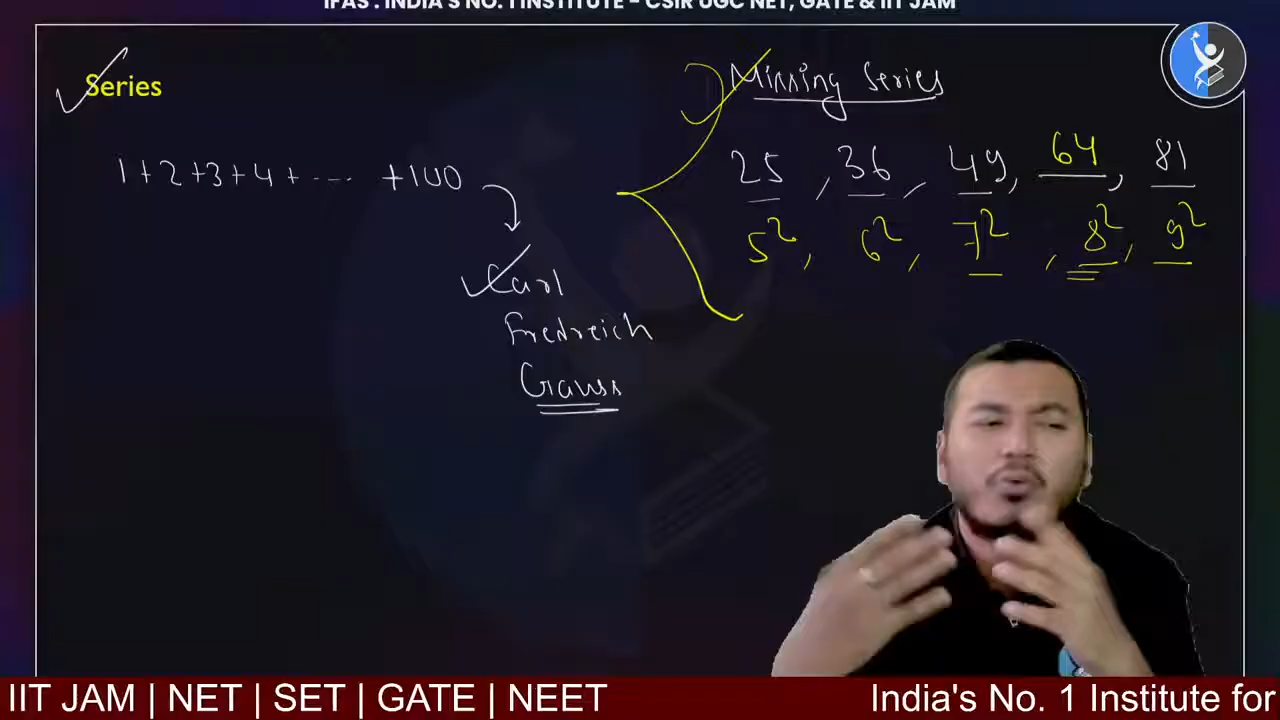 IFAS : INDIA'S NO. 1 INSTITUTE - CSIR UGC NET, GATE & IIT JAM
Series
1+2+3+4+.... +100
Carl
Fredreich
Gauss
Missing Series
25, 36, 49, 64, 81
5², 6², 7², 8², 9²
IIT JAM | NET | SET | GATE | NEET
India's No. 1 Institute for